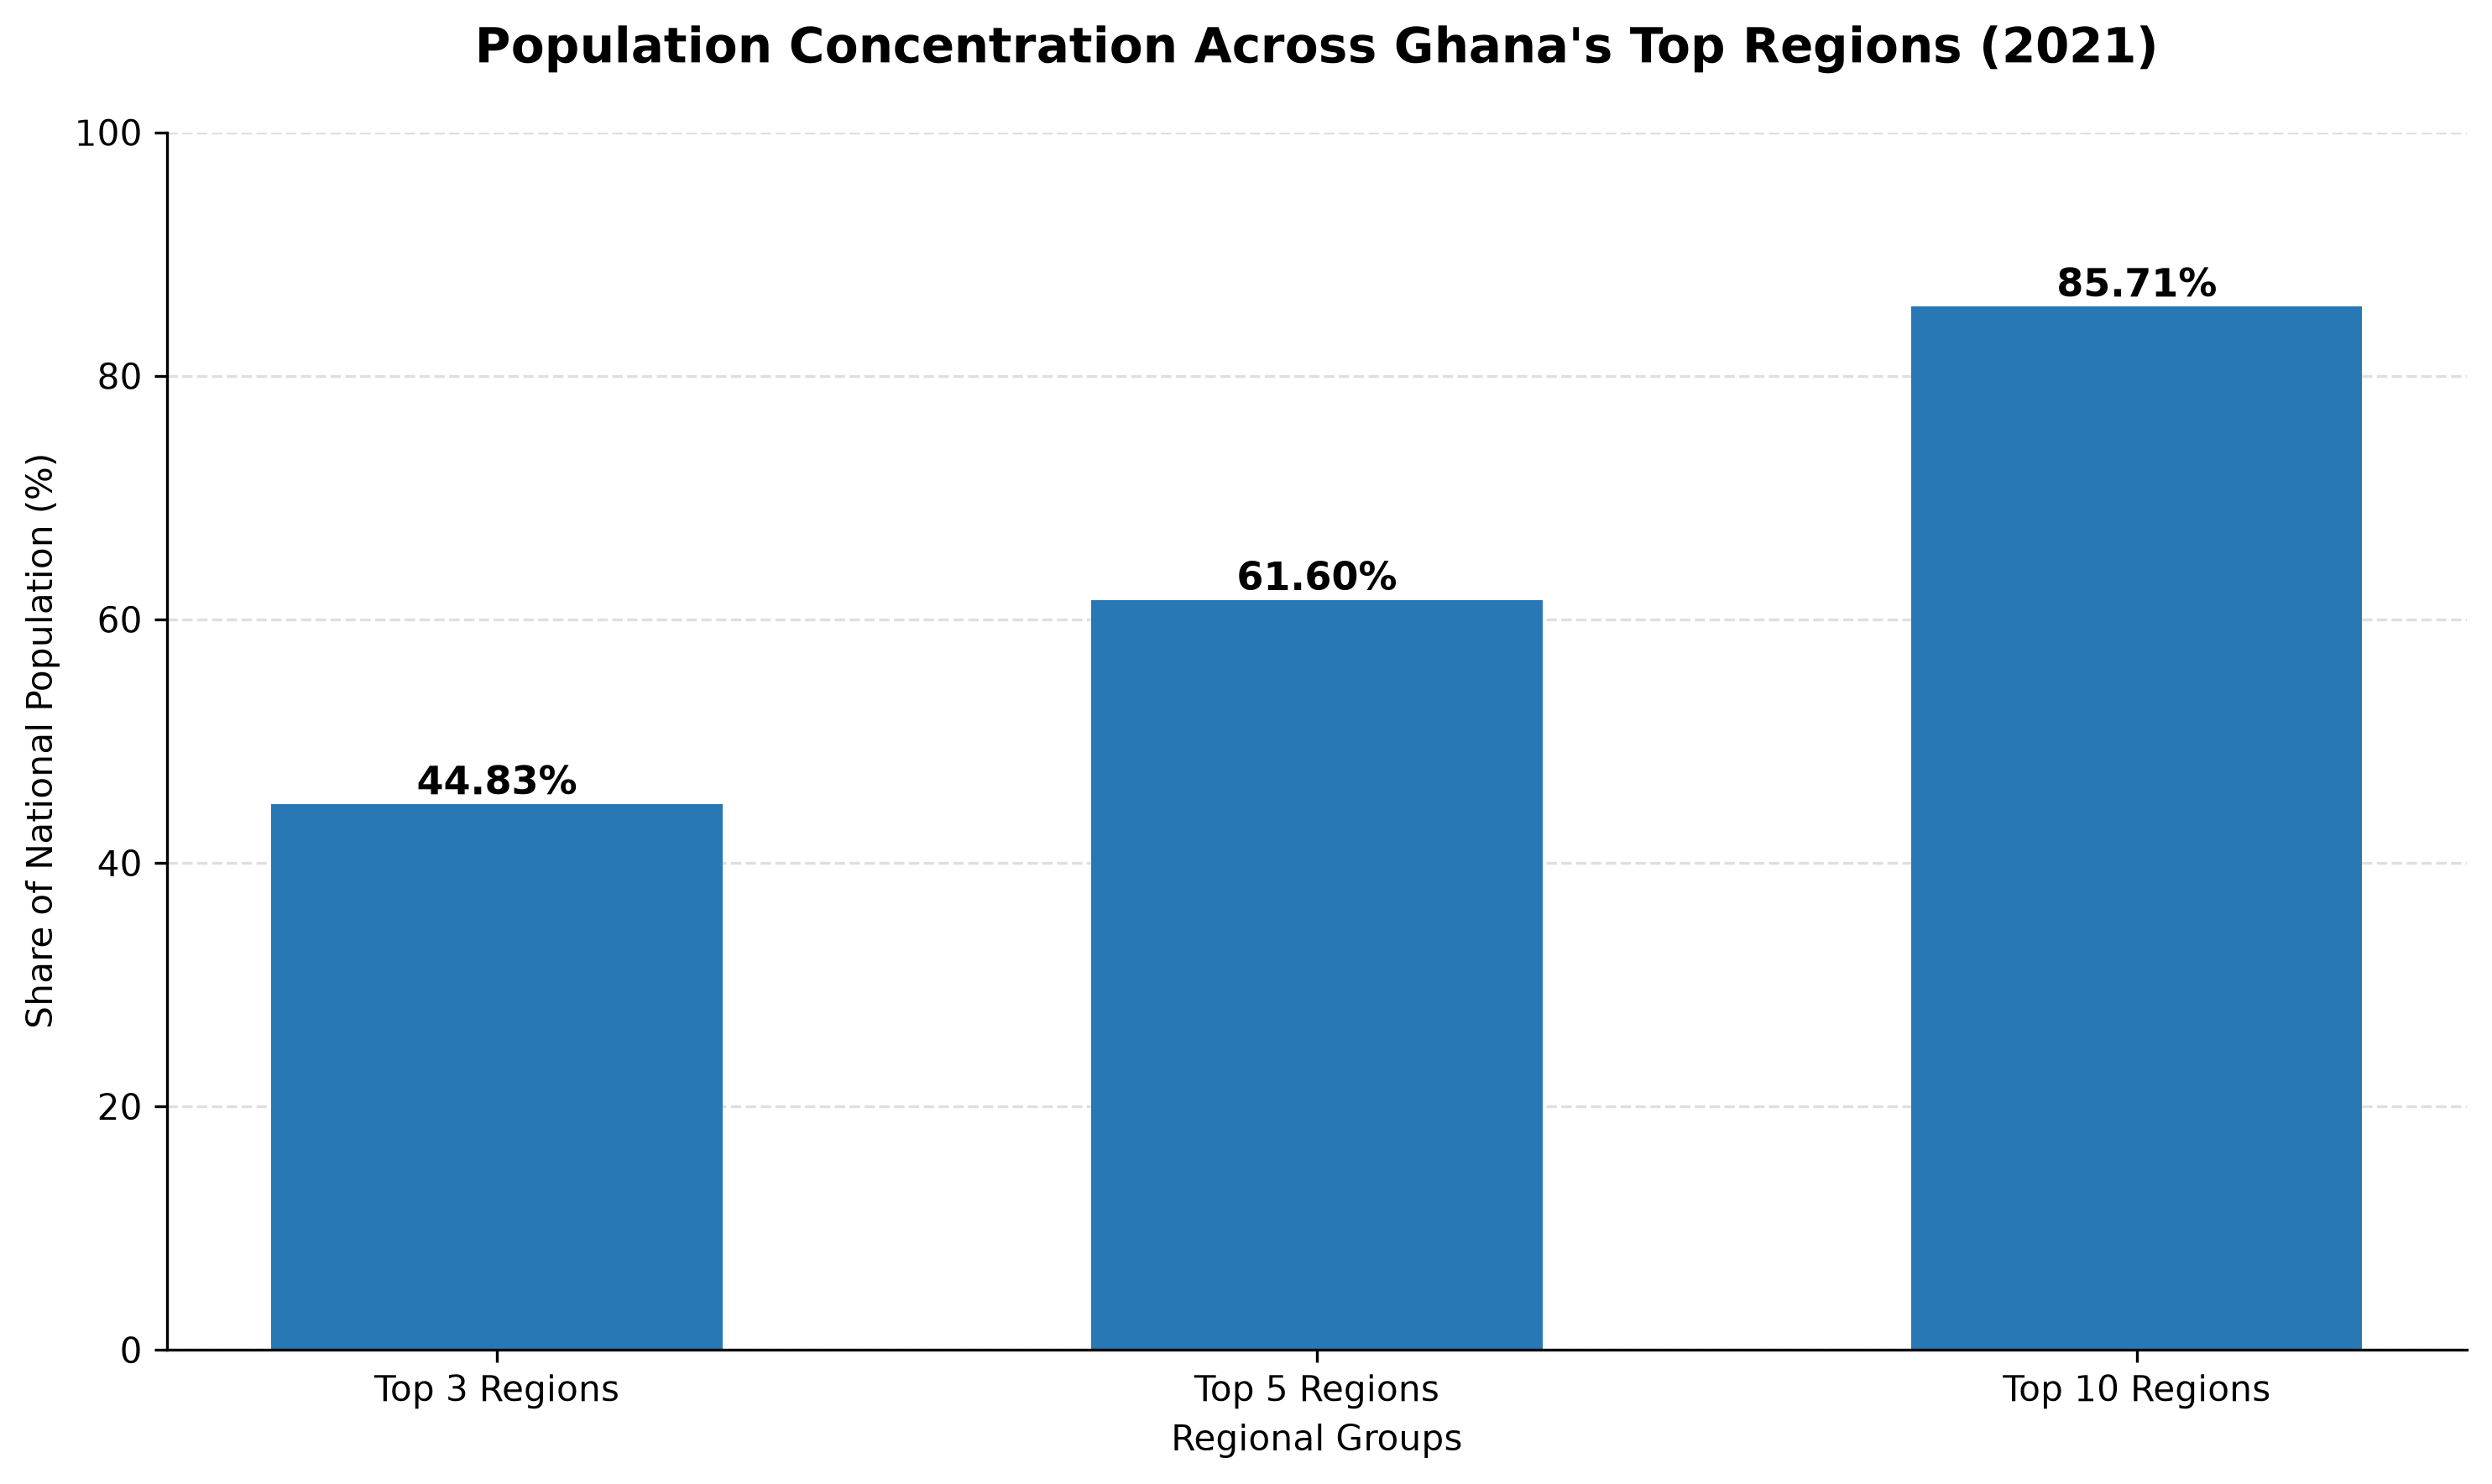 Population Concentration Across Ghana's Top Regions (2021)
Share of National Population (%)
100
80
60
40
20
0
44.83%
61.60%
85.71%
Top 3 Regions
Top 5 Regions
Top 10 Regions
Regional Groups